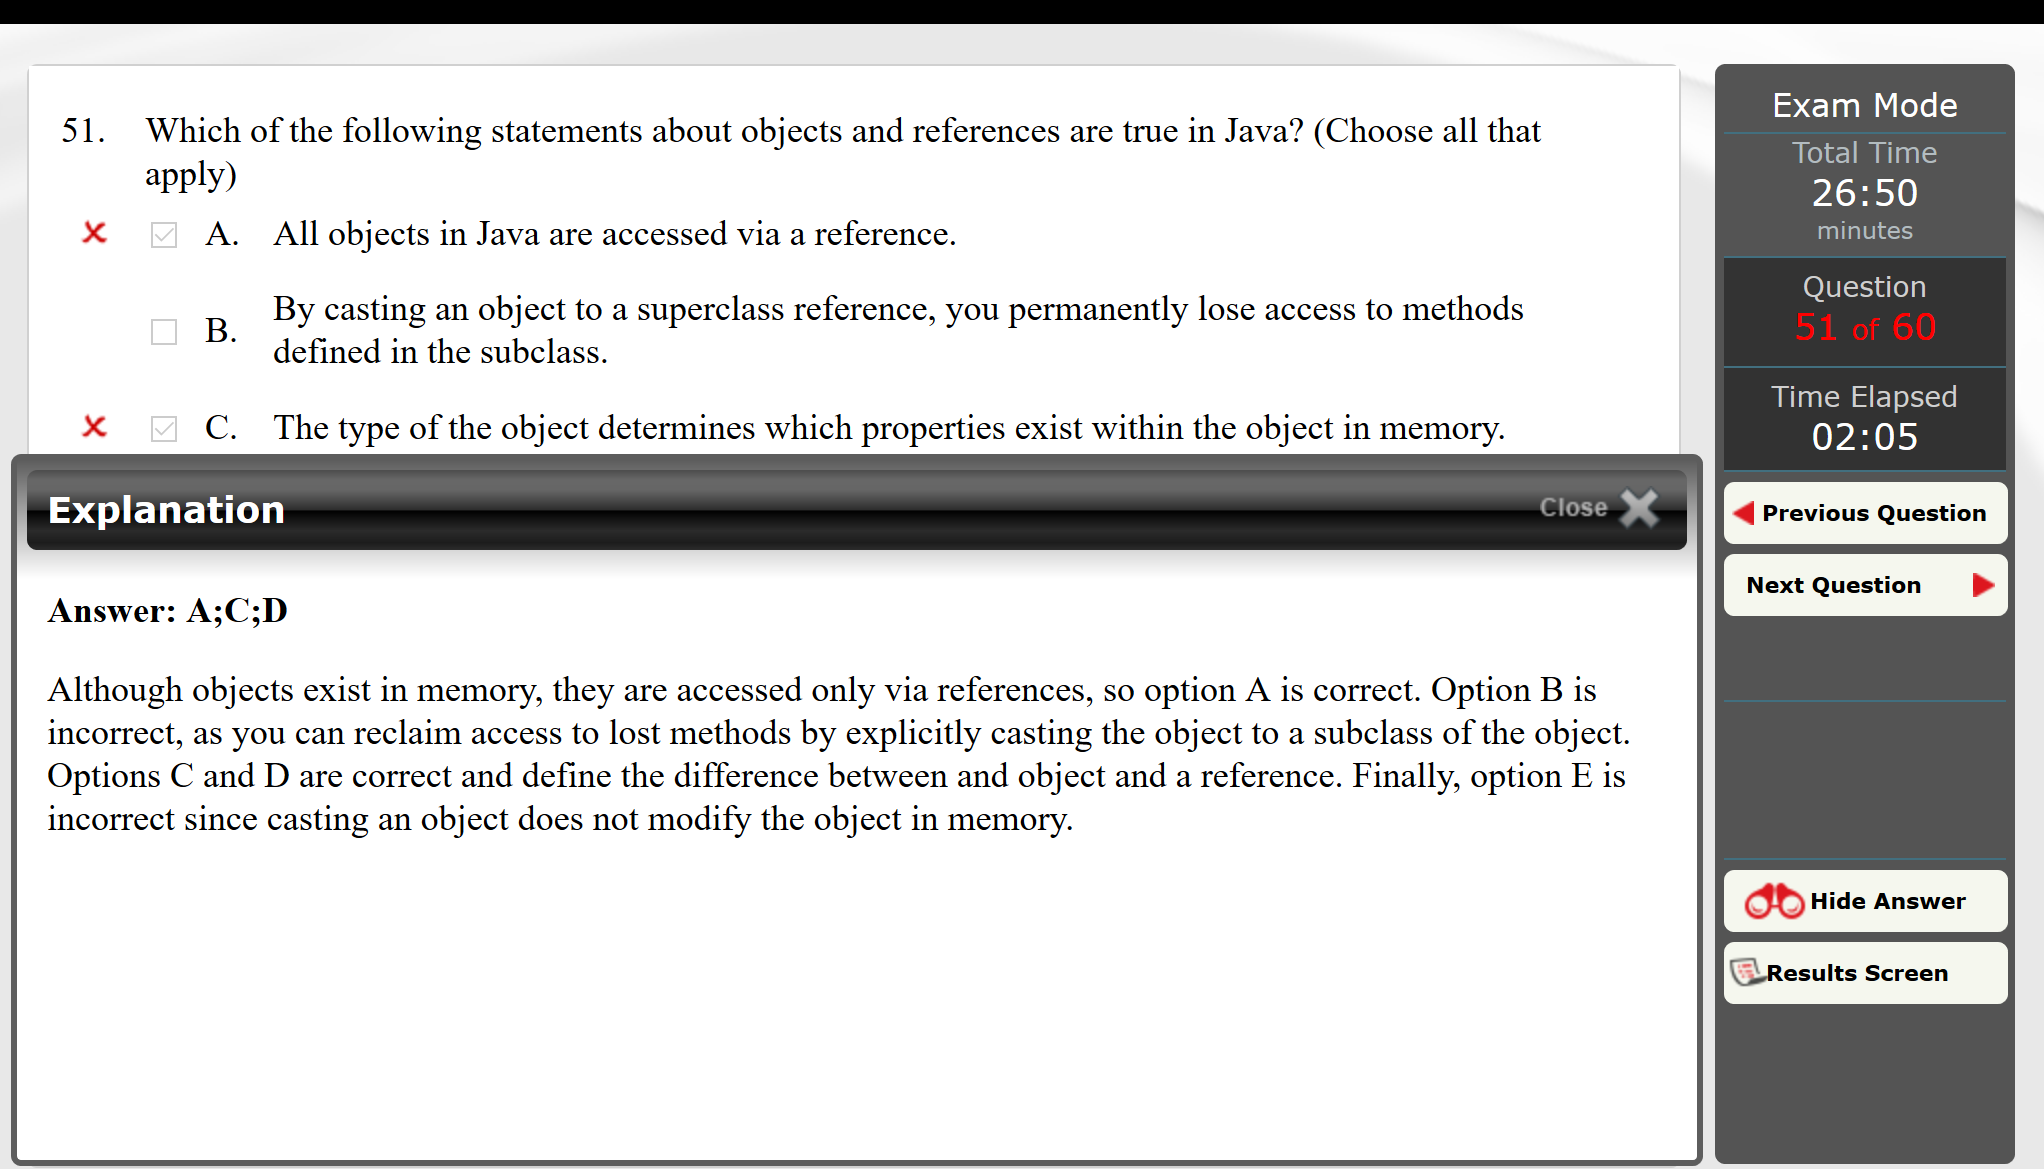 51. Which of the following statements about objects and references are true in Java? (Choose all that
apply)
A. All objects in Java are accessed via a reference.
B. By casting an object to a superclass reference, you permanently lose access to methods
defined in the subclass.
C. The type of the object determines which properties exist within the object in memory.
Explanation
Close
Answer: A;C;D
Although objects exist in memory, they are accessed only via references, so option A is correct. Option B is
incorrect, as you can reclaim access to lost methods by explicitly casting the object to a subclass of the object.
Options C and D are correct and define the difference between and object and a reference. Finally, option E is
incorrect since casting an object does not modify the object in memory.
Exam Mode
Total Time
26:50
minutes
Question
51 of 60
Time Elapsed
02:05
Previous Question
Next Question
Hide Answer
Results Screen